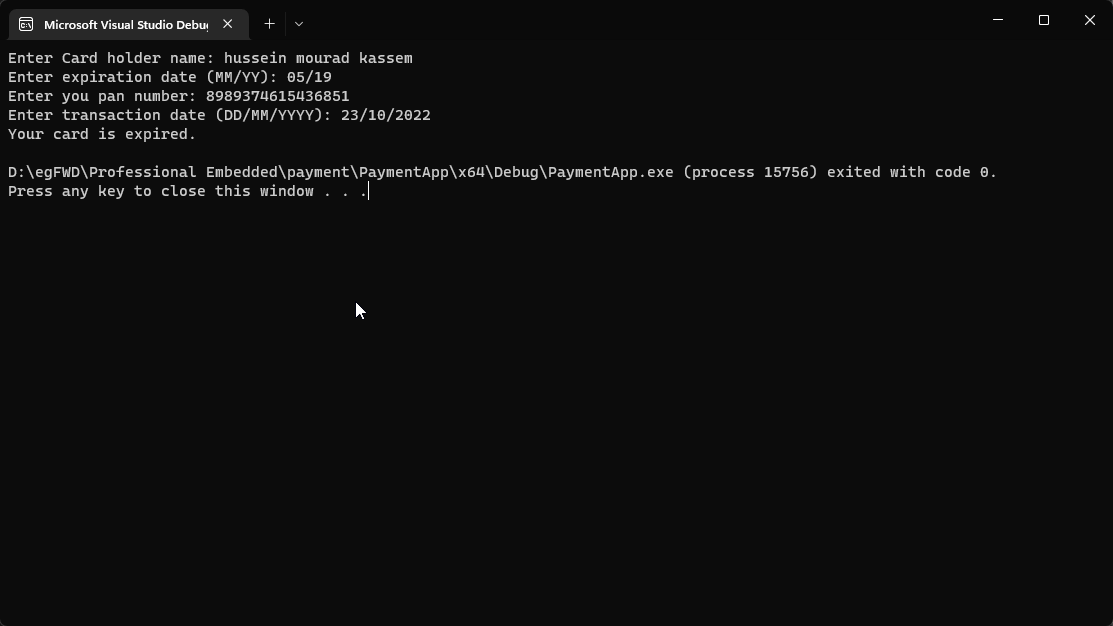 Microsoft Visual Studio Debug
Enter Card holder name: hussein mourad kassem
Enter expiration date (MM/YY): 05/19
Enter you pan number: 8989374615436851
Enter transaction date (DD/MM/YYYY): 23/10/2022
Your card is expired.
D:\egFWD\Professional Embedded\payment\PaymentApp\x64\Debug\PaymentApp.exe (process 15756) exited with code 0.
Press any key to close this window . . .